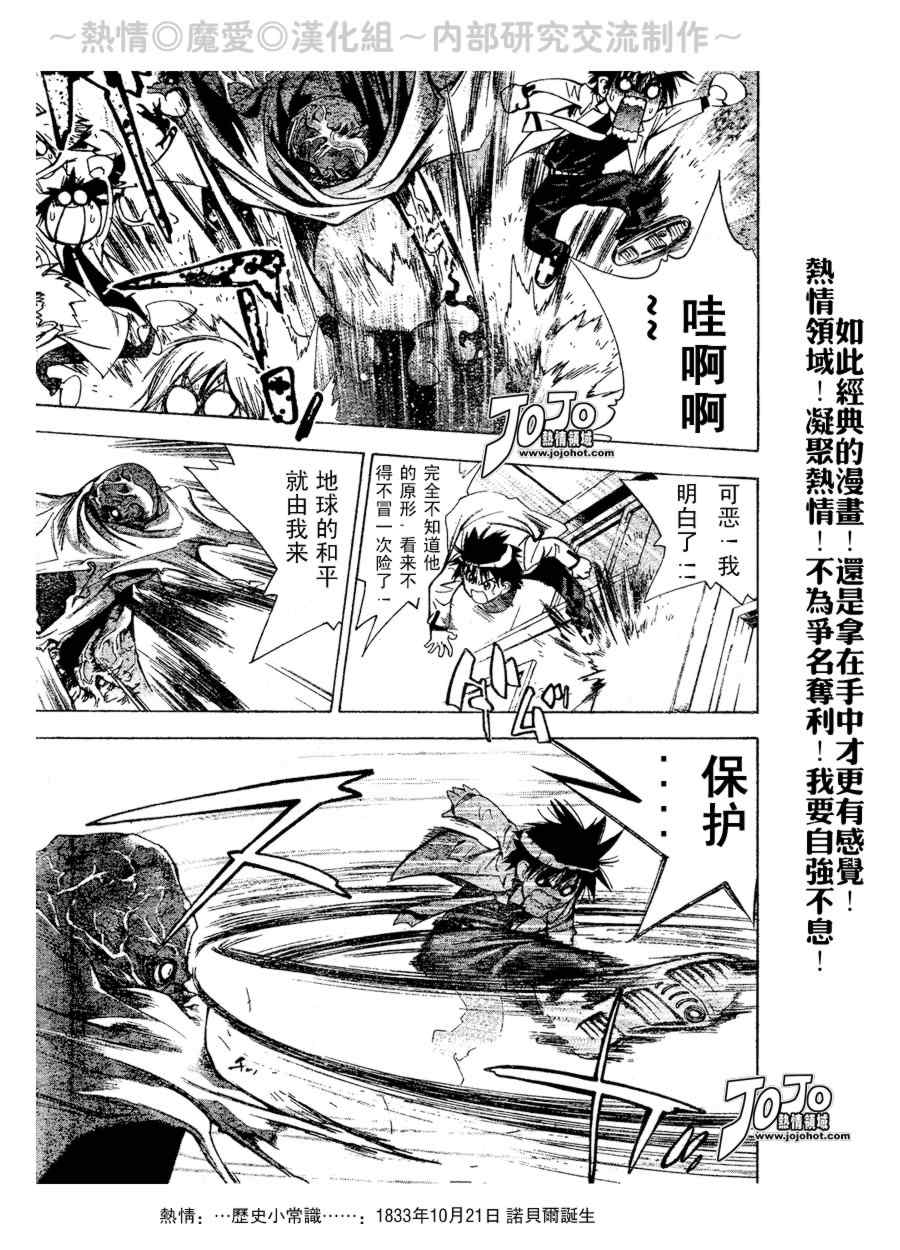 ～熱情◎魔愛◎漢化組～内部研究交流制作～
哇啊啊
～～
JoJo
熱情領域
www.jojohot.com
可恶！我
明白了！！
完全不知道他
的原形，看来不
得不冒一次险了！
地球的和平
就由我来
保护
‥‥‥‥
如此經典的漫畫！還是拿在手中才更有感覺！
熱情領域！凝聚熱情！不為爭名奪利！我要自強不息！
JoJo
熱情領域
www.jojohot.com
熱情：…歷史小常識……：1833年10月21日 諾貝爾誕生